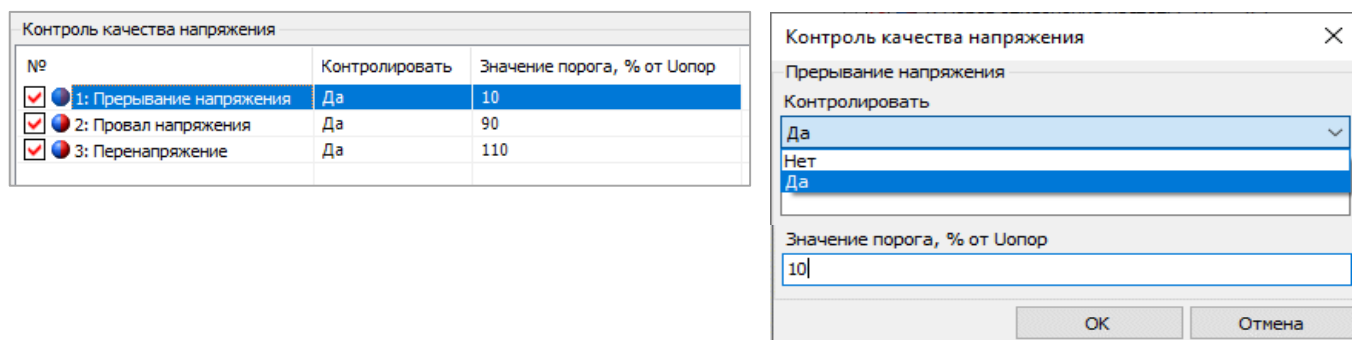 Контроль качества напряжения
№ Контролировать Значение порога, % от Uопор
1: Прерывание напряжения Да 10
2: Провал напряжения Да 90
3: Перенапряжение Да 110
Контроль качества напряжения
Прерывание напряжения
Контролировать
Да
Нет
Да
Значение порога, % от Uопор
10
OK Отмена